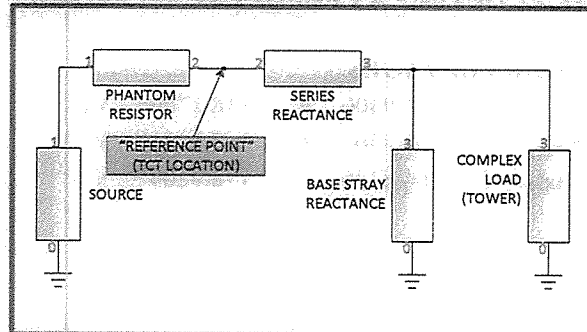 1
2
2
3
PHANTOM
RESISTOR
SERIES
REACTANCE
"REFERENCE POINT"
(TCT LOCATION)
1
SOURCE
0
3
BASE STRAY
REACTANCE
0
3
COMPLEX
LOAD
(TOWER)
0